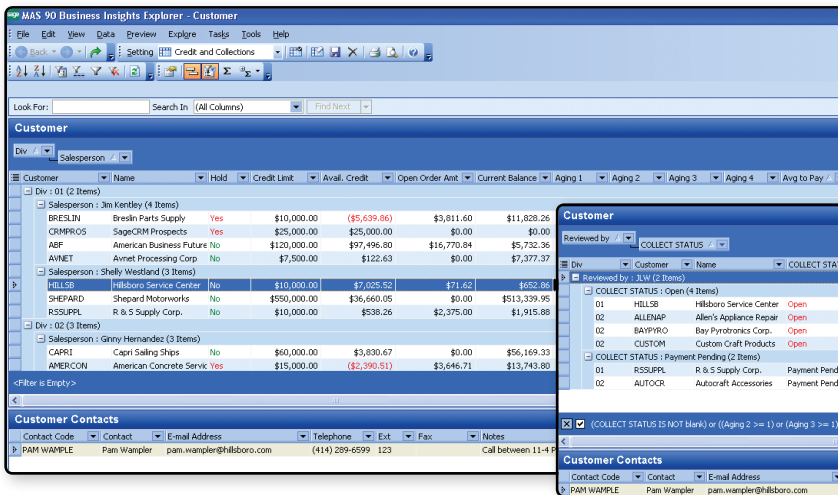 sage MAS 90 Business Insights Explorer - Customer
File Edit View Data Preview Explore Tasks Tools Help
Back Setting Credit and Collections
Look For: Search In (All Columns) Find Next
Customer
Div
Salesperson
Customer Name Hold Credit Limit Avail. Credit Open Order Amt Current Balance Aging 1 Aging 2 Aging 3 Aging 4 Avg to Pay
Div : 01 (2 Items)
Salesperson : Jim Kentley (4 Items)
BRESLIN Breslin Parts Supply Yes $10,000.00 ($5,639.86) $3,811.60 $11,828.26
CRMPROS SageCRM Prospects Yes $25,000.00 $25,000.00 $0.00 $0.00
ABF American Business Future No $120,000.00 $97,496.80 $16,770.84 $5,732.36
AVNET Avnet Processing Corp No $7,500.00 $122.63 $0.00 $7,377.37
Salesperson : Shelly Westland (3 Items)
HILLSB Hillsboro Service Center No $10,000.00 $7,025.52 $71.62 $652.86
SHEPARD Shepard Motorworks No $550,000.00 $36,660.05 $0.00 $513,339.95
RSSUPPL R & S Supply Corp. No $10,000.00 $538.26 $2,375.00 $1,915.88
Div : 02 (3 Items)
Salesperson : Ginny Hernandez (3 Items)
CAPRI Capri Sailing Ships No $60,000.00 $3,830.67 $0.00 $56,169.33
AMERCON American Concrete Servic Yes $15,000.00 ($2,390.51) $3,646.71 $13,743.80
<Filter is Empty>
Customer Contacts
Contact Code Contact E-mail Address Telephone Ext Fax Notes
PAM WAMPLE Pam Wampler pam.wampler@hillsboro.com (414) 289-6599 123 Call between 11-4 P
Customer
Reviewed by
COLLECT STATUS
Div Customer Name COLLECT STA
Reviewed by : JLW (2 Items)
COLLECT STATUS : Open (4 Items)
01 HILLSB Hillsboro Service Center Open
02 ALLENAP Allen's Appliance Repair Open
02 BAYPYRO Bay Pyrotronics Corp. Open
02 CUSTOM Custom Craft Products Open
COLLECT STATUS : Payment Pending (2 Items)
01 RSSUPPL R & S Supply Corp. Payment Pend
02 AUTOCR Autocraft Accessories Payment Pend
(COLLECT STATUS IS NOT blank) or ((Aging 2 >= 1) or (Aging 3 >= 1)
Customer Contacts
Contact Code Contact E-mail Address
PAM WAMPLE Pam Wampler pam.wampler@hillsboro.com